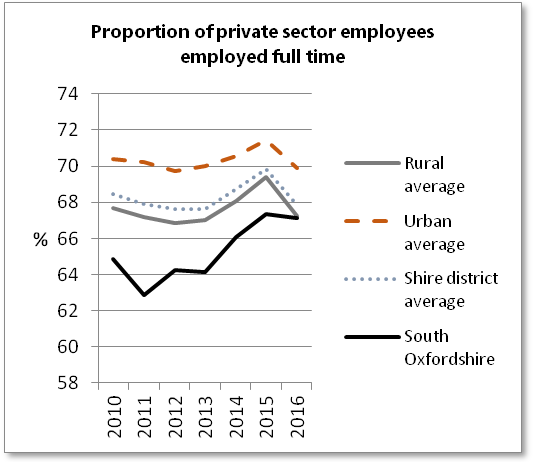 Proportion of private sector employees
employed full time
74
72
70
68
66
64
62
60
58
%
2010
2011
2012
2013
2014
2015
2016
Rural
average
Urban
average
Shire district
average
South
Oxfordshire